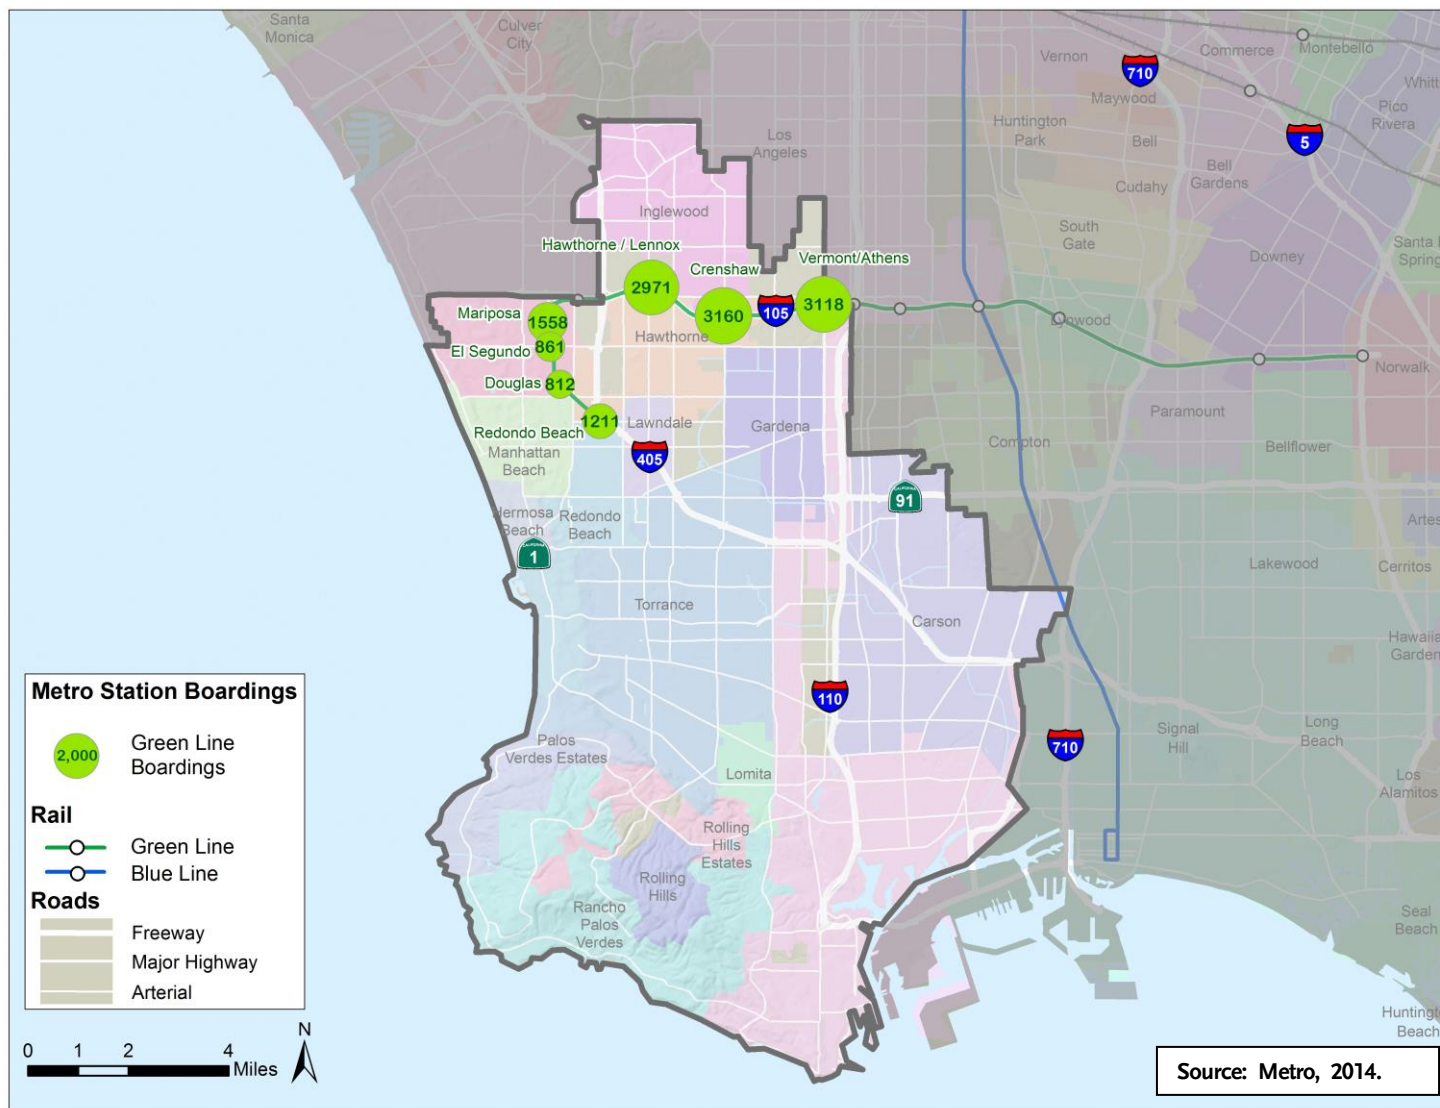 Santa
Monica
Culver
City
Vernon
Commerce
Montebello
710
Maywood
Pico
Rivera
Huntington
Park
Los
Angeles
Bell
5
Bell
Gardens
Cudahy
Inglewood
South
Gate
Downey
Hawthorne / Lennox
Crenshaw
Vermont/Athens
2971
3160
105
3118
Mariposa
1558
Hawthorne
Lynwood
El Segundo
861
Norwalk
Douglas
812
Paramount
1211
Lawndale
Gardena
Redondo Beach
Manhattan
Beach
405
Compton
Bellflower
91
Hermosa
Beach
Redondo
Beach
1
Lakewood
Cerritos
Torrance
Carson
110
710
Signal
Hill
Long
Beach
Los
Alamitos
Palos
Verdes Estates
Lomita
Rolling
Hills
Estates
Rolling
Hills
Rancho
Palos
Verdes
Seal
Beach
Beach
Metro Station Boardings
2,000
Green Line
Boardings
Rail
Green Line
Blue Line
Roads
Freeway
Major Highway
Arterial
N
0 1 2 4
Miles
Source: Metro, 2014.